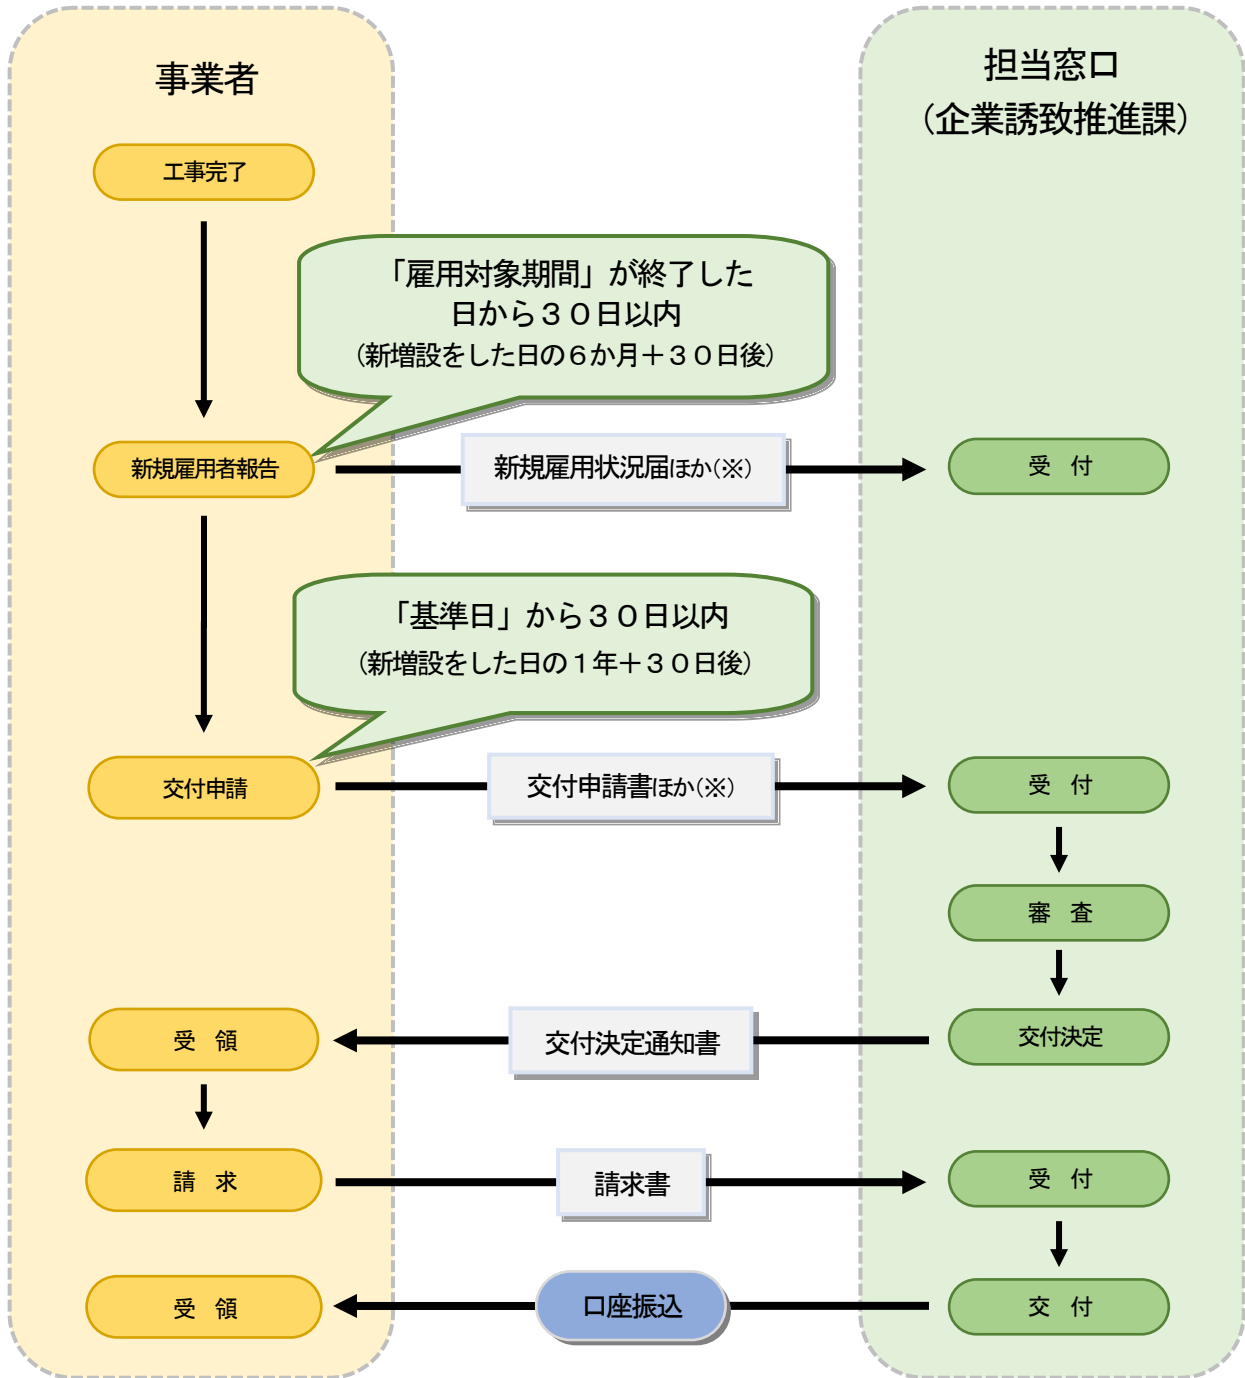 事業者
担当窓口
（企業誘致推進課）
工事完了
「雇用対象期間」が終了した
日から３０日以内
（新増設をした日の６か月＋３０日後）
新規雇用者報告
新規雇用状況届ほか（※）
受　付
「基準日」から３０日以内
（新増設をした日の１年＋３０日後）
交付申請
交付申請書ほか（※）
受　付
審　査
受　領
交付決定通知書
交付決定
請　求
請求書
受　付
受　領
口座振込
交　付